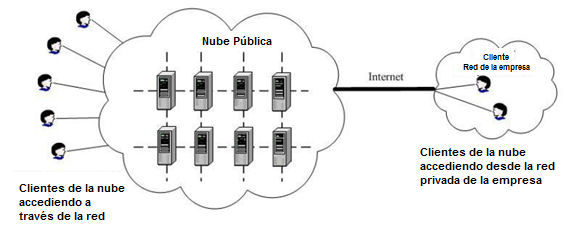 Nube Pública
Internet
Cliente
Red de la empresa
Clientes de la nube
accediendo a
través de la red
Clientes de la nube
accediendo desde la red
privada de la empresa